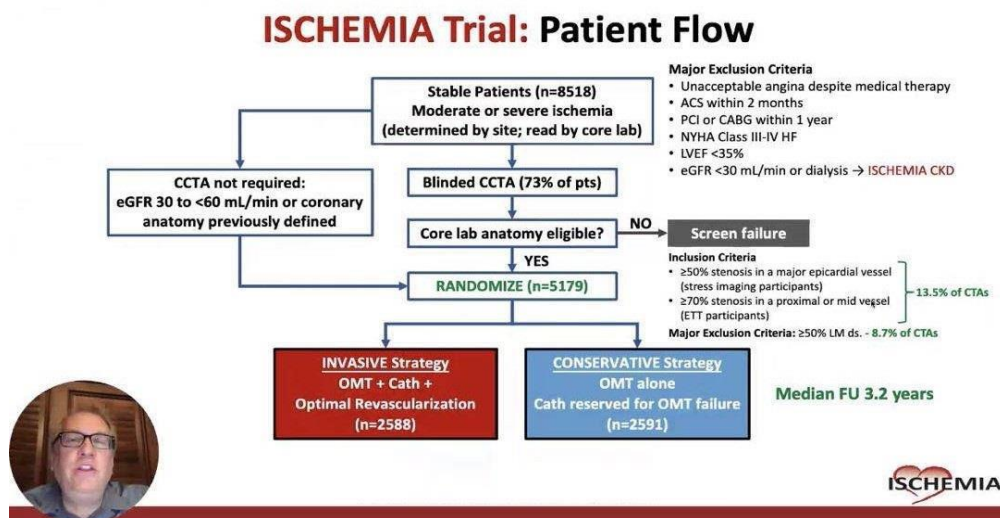 ISCHEMIA Trial: Patient Flow
Stable Patients (n=8518)
Moderate or severe ischemia
(determined by site; read by core lab)
Major Exclusion Criteria
• Unacceptable angina despite medical therapy
• ACS within 2 months
• PCI or CABG within 1 year
• NYHA Class III-IV HF
• LVEF <35%
• eGFR <30 mL/min or dialysis → ISCHEMIA CKD
CCTA not required:
eGFR 30 to <60 mL/min or coronary
anatomy previously defined
Blinded CCTA (73% of pts)
Core lab anatomy eligible?
NO
Screen failure
YES
RANDOMIZE (n=5179)
Inclusion Criteria
• ≥50% stenosis in a major epicardial vessel
(stress imaging participants)
• ≥70% stenosis in a proximal or mid vessel
(ETT participants)
13.5% of CTAs
Major Exclusion Criteria: ≥50% LM ds. - 8.7% of CTAs
INVASIVE Strategy
OMT + Cath +
Optimal Revascularization
(n=2588)
CONSERVATIVE Strategy
OMT alone
Cath reserved for OMT failure
(n=2591)
Median FU 3.2 years
ISCHEMIA